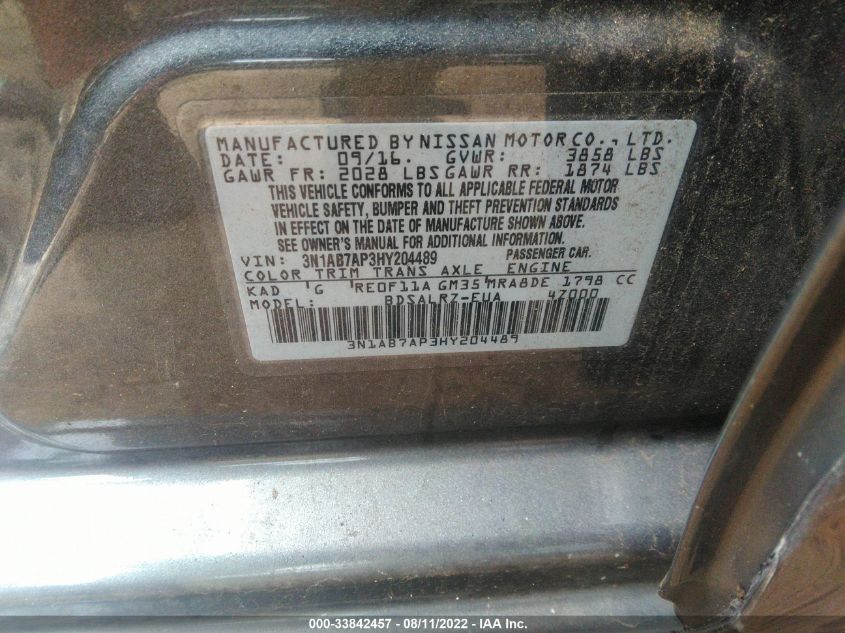 MANUFACTURED BY NISSAN MOTOR CO., LTD.
DATE: 09/16. GVWR: 3858 LBS
GAWR FR: 2028 LBS GAWR RR: 1874 LBS
THIS VEHICLE CONFORMS TO ALL APPLICABLE FEDERAL MOTOR
VEHICLE SAFETY, BUMPER AND THEFT PREVENTION STANDARDS
IN EFFECT ON THE DATE OF MANUFACTURE SHOWN ABOVE.
SEE OWNER'S MANUAL FOR ADDITIONAL INFORMATION.
VIN: 3N1AB7AP3HY204489 PASSENGER CAR.
COLOR TRIM TRANS AXLE ENGINE
KAD 'G 'RE0F11A GM35'MRA8DE 1798 CC
MODEL: BDSALRZ-EUA 47000
3N1AB7AP3HY204489
000-33842457 - 08/11/2022 - IAA Inc.